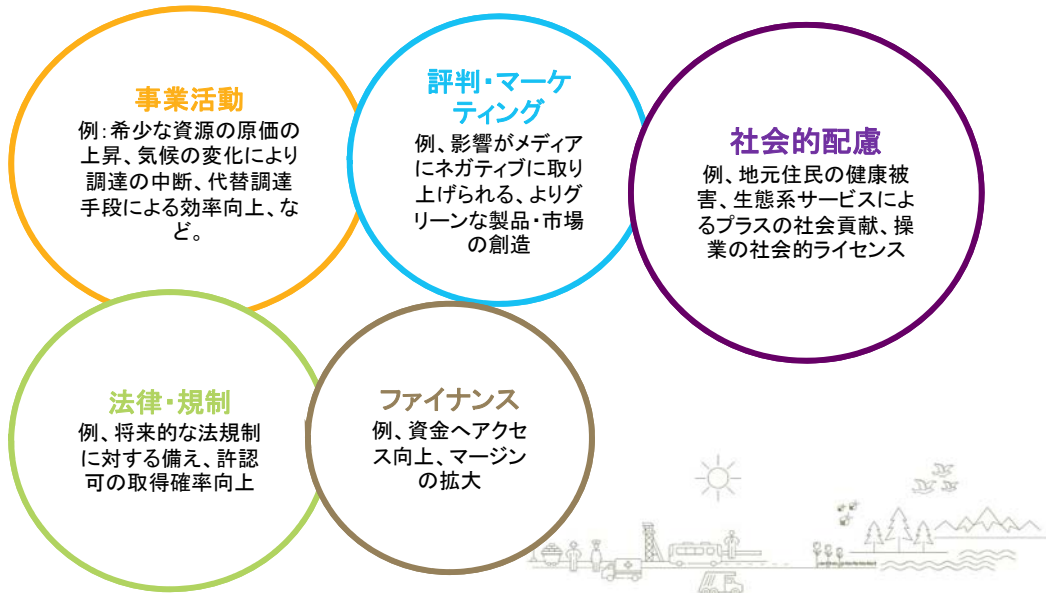 事業活動
例：希少な資源の原価の
上昇、気候の変化により
調達の中断、代替調達
手段による効率向上、な
ど。
評判・マーケ
ティング
例、影響がメディア
にネガティブに取り
上げられる、よりグ
リーンな製品・市場
の創造
社会的配慮
例、地元住民の健康被
害、生態系サービスによ
るプラスの社会貢献、操
業の社会的ライセンス
法律・規制
例、将来的な法規制
に対する備え、許認
可の取得確率向上
ファイナンス
例、資金へアクセ
ス向上、マージン
の拡大